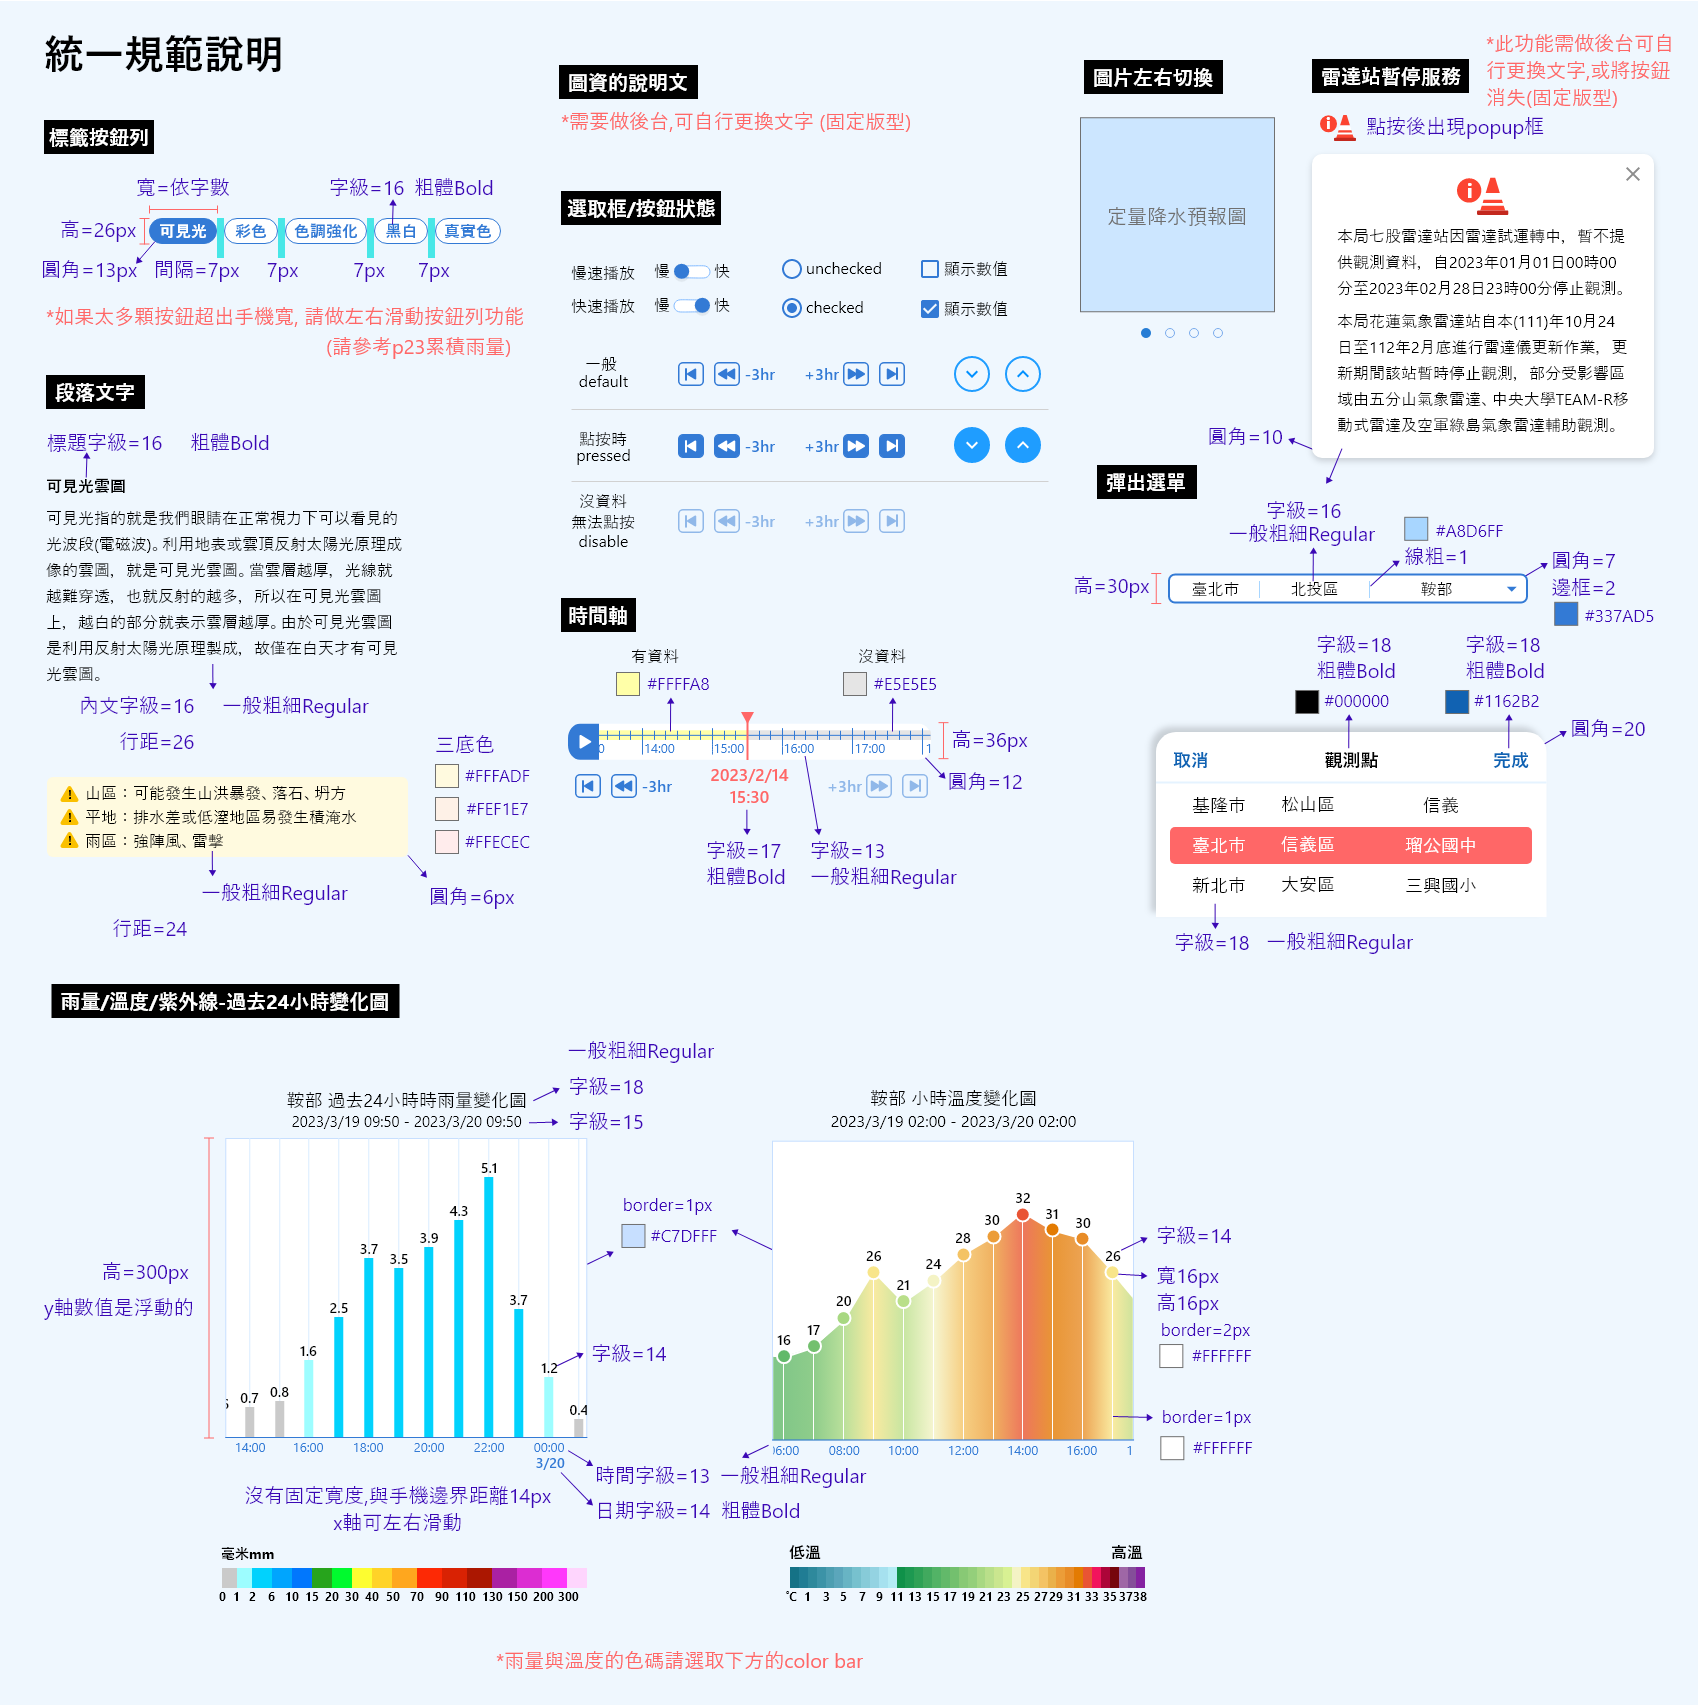 統一規範說明
標籤按鈕列
寬=依字數
字級=16 粗體Bold
高=26px
可見光 彩色 色調強化 黑白 真實色
圓角=13px 間隔=7px 7px 7px 7px
*如果太多顆按鈕超出手機寬, 請做左右滑動按鈕列功能
(請參考p23累積雨量)
段落文字
標題字級=16 粗體Bold
可見光雲圖
可見光指的就是我們眼睛在正常視力下可以看見的
光波段(電磁波)。利用地表或雲頂反射太陽光原理成
像的雲圖，就是可見光雲圖。當雲層越厚，光線就
越難穿透，也就反射的越多，所以在可見光雲圖
上，越白的部分就表示雲層越厚。由於可見光雲圖
是利用反射太陽光原理製成，故僅在白天才有可見
光雲圖。
內文字級=16 一般粗細Regular
行距=26
三底色
#FFFADF
#FEF1E7
#FFECEC
山區：可能發生山洪暴發、落石、坍方
平地：排水差或低窪地區易發生積淹水
雨區：強陣風、雷擊
一般粗細Regular
圓角=6px
行距=24
圖資的說明文
*需要做後台,可自行更換文字 (固定版型)
選取框/按鈕狀態
慢速播放 慢 快 unchecked 顯示數值
快速播放 慢 快 checked 顯示數值
一般
default
-3hr +3hr
點按時
pressed
-3hr +3hr
沒資料
無法點按
disable
-3hr +3hr
時間軸
有資料 沒資料
#FFFFA8 #E5E5E5
0 14:00 15:00 16:00 17:00 1
高=36px
圓角=12
-3hr
2023/2/14
15:30
+3hr
字級=17
粗體Bold
字級=13
一般粗細Regular
圖片左右切換
定量降水預報圖
雷達站暫停服務
*此功能需做後台可自
行更換文字,或將按鈕
消失(固定版型)
點按後出現popup框
本局七股雷達站因雷達試運轉中，暫不提
供觀測資料，自2023年01月01日00時00
分至2023年02月28日23時00分停止觀測。
本局花蓮氣象雷達站自本(111)年10月24
日至112年2月底進行雷達儀更新作業，更
新期間該站暫時停止觀測，部分受影響區
域由五分山氣象雷達、中央大學TEAM-R移
動式雷達及空軍綠島氣象雷達輔助觀測。
圓角=10
彈出選單
字級=16
一般粗細Regular
#A8D6FF
線粗=1
高=30px
臺北市 北投區 鞍部
圓角=7
邊框=2
#337AD5
字級=18
粗體Bold
#000000
字級=18
粗體Bold
#1162B2
圓角=20
取消 觀測點 完成
基隆市 松山區 信義
臺北市 信義區 瑠公國中
新北市 大安區 三興國小
字級=18 一般粗細Regular
雨量/溫度/紫外線-過去24小時變化圖
一般粗細Regular
字級=18
字級=15
鞍部 過去24小時時雨量變化圖
2023/3/19 09:50 - 2023/3/20 09:50
高=300px
y軸數值是浮動的
0.7 0.8 1.6 2.5 3.7 3.5 3.9 4.3 5.1 3.7 1.2 0.4
14:00 16:00 18:00 20:00 22:00 00:00
3/20
border=1px
#C7DFFF
字級=14
時間字級=13 一般粗細Regular
日期字級=14 粗體Bold
沒有固定寬度,與手機邊界距離14px
x軸可左右滑動
鞍部 小時溫度變化圖
2023/3/19 02:00 - 2023/3/20 02:00
16 17 20 26 21 24 28 30 32 31 30 26
06:00 08:00 10:00 12:00 14:00 16:00 1
字級=14
寬16px
高16px
border=2px
#FFFFFF
border=1px
#FFFFFF
毫米mm
0 1 2 6 10 15 20 30 40 50 70 90 110 130 150 200 300
低溫 高溫
℃ 1 3 5 7 9 11 13 15 17 19 21 23 25 27 29 31 33 35 37 38
*雨量與溫度的色碼請選取下方的color bar